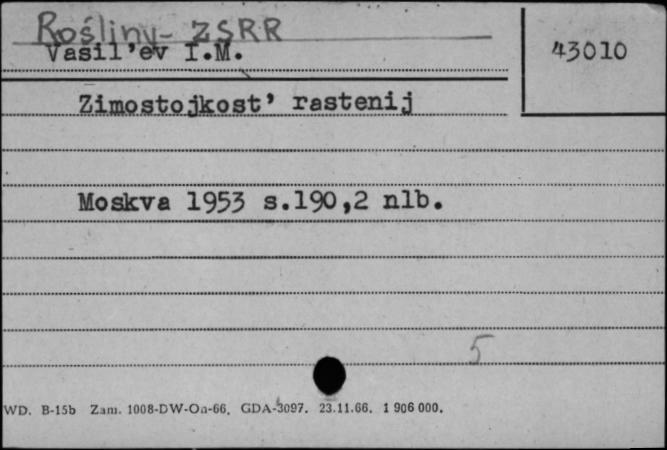 Rośliny - ZSRR
Vasil'ev I.M.
43010
Zimostojkost' rastenij
Moskva 1953 s.190,2 nlb.
5
WD. B-15b Zam. 1008-DW-On-66. GDA-3097. 23.11.66. 1 906 000.